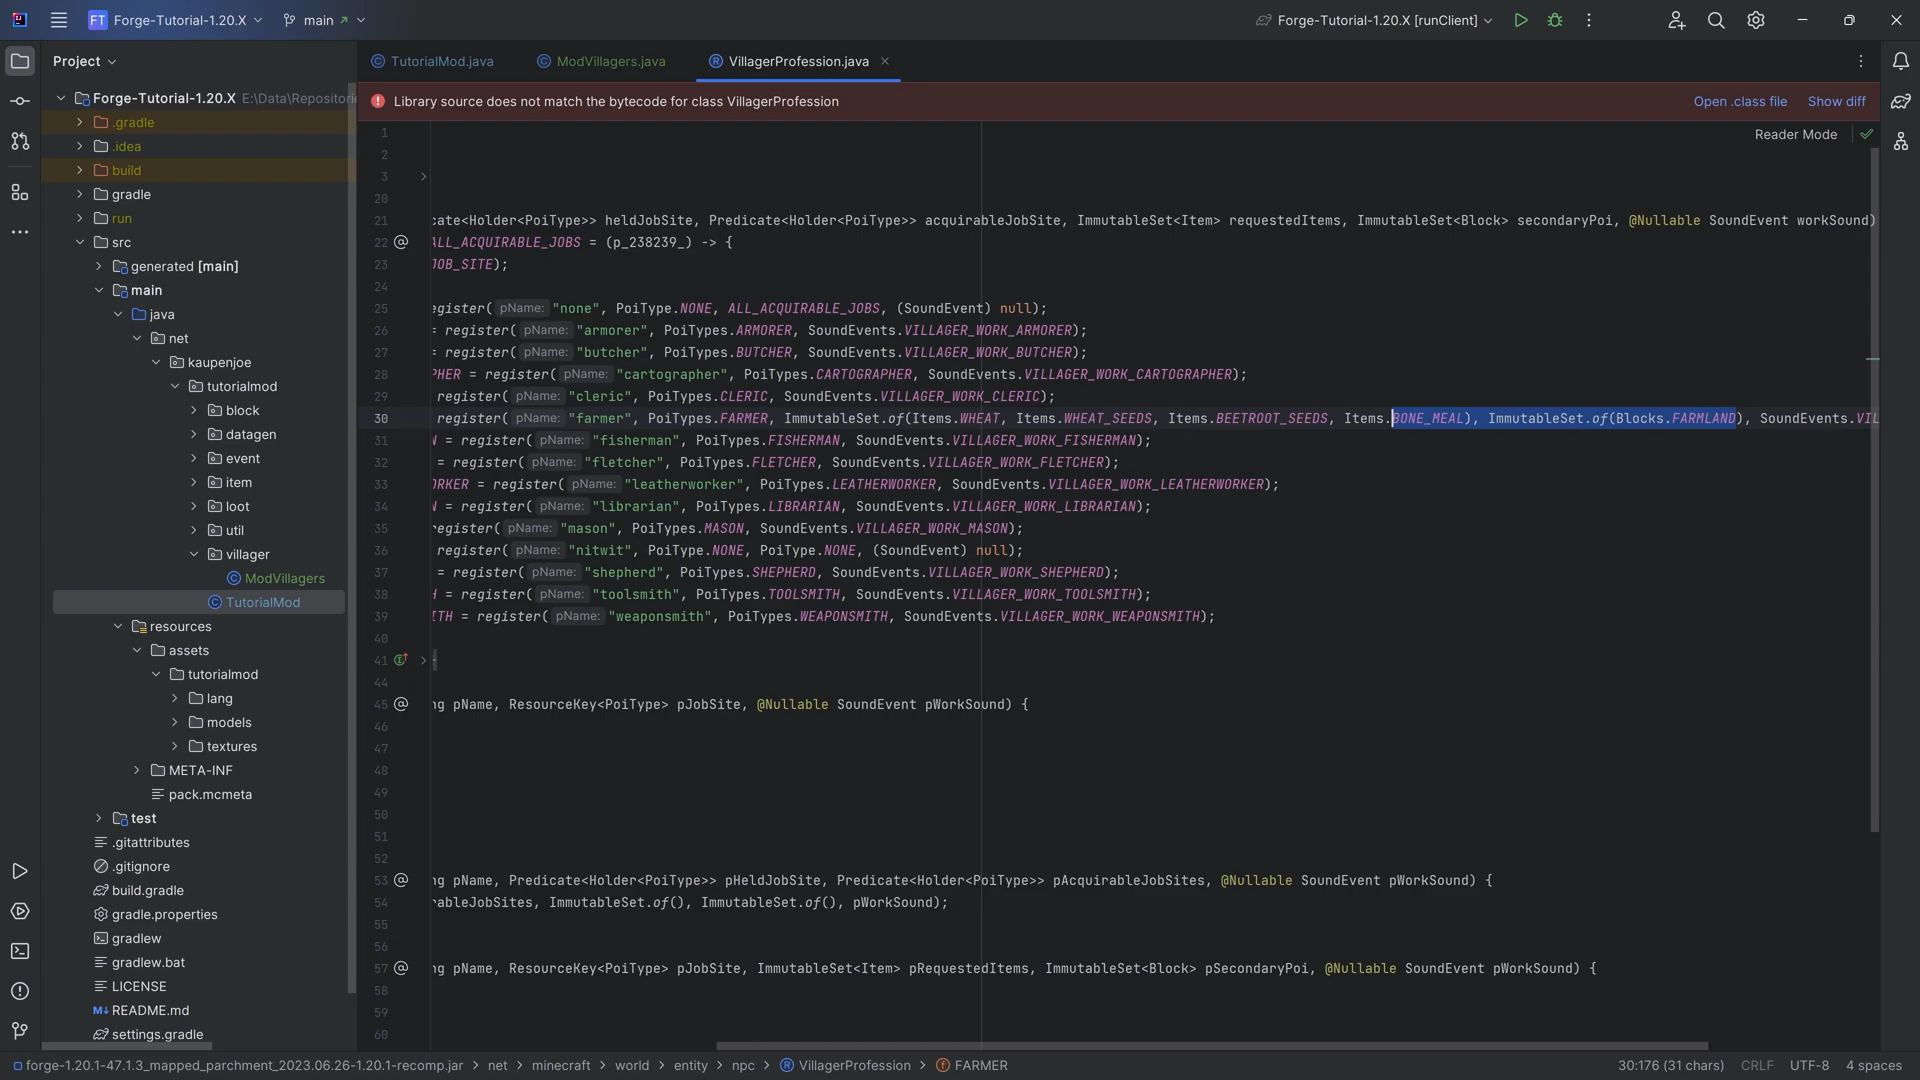 FT Forge-Tutorial-1.20.X main Forge-Tutorial-1.20.X [runClient]
Project
TutorialMod.java ModVillagers.java VillagerProfession.java
Library source does not match the bytecode for class VillagerProfession Open .class file Show diff
Reader Mode
Forge-Tutorial-1.20.X E:\Data\Repositori
.gradle
.idea
build
gradle
run
src
generated [main]
main
java
net
kaupenjoe
tutorialmod
block
datagen
event
item
loot
util
villager
ModVillagers
TutorialMod
resources
assets
tutorialmod
lang
models
textures
META-INF
pack.mcmeta
test
.gitattributes
.gitignore
build.gradle
gradle.properties
gradlew
gradlew.bat
LICENSE
M↓ README.md
settings.gradle
1
2
3
20
21 cate<Holder<PoiType>> heldJobSite, Predicate<Holder<PoiType>> acquirableJobSite, ImmutableSet<Item> requestedItems, ImmutableSet<Block> secondaryPoi, @Nullable SoundEvent workSound)
22 @ ALL_ACQUIRABLE_JOBS = (p_238239_) -> {
23 JOB_SITE);
24
25 egister( pName: "none", PoiType.NONE, ALL_ACQUIRABLE_JOBS, (SoundEvent) null);
26 = register( pName: "armorer", PoiTypes.ARMORER, SoundEvents.VILLAGER_WORK_ARMORER);
27 = register( pName: "butcher", PoiTypes.BUTCHER, SoundEvents.VILLAGER_WORK_BUTCHER);
28 PHER = register( pName: "cartographer", PoiTypes.CARTOGRAPHER, SoundEvents.VILLAGER_WORK_CARTOGRAPHER);
29 register( pName: "cleric", PoiTypes.CLERIC, SoundEvents.VILLAGER_WORK_CLERIC);
30 register( pName: "farmer", PoiTypes.FARMER, ImmutableSet.of(Items.WHEAT, Items.WHEAT_SEEDS, Items.BEETROOT_SEEDS, Items.BONE_MEAL), ImmutableSet.of(Blocks.FARMLAND), SoundEvents.VIL
31 N = register( pName: "fisherman", PoiTypes.FISHERMAN, SoundEvents.VILLAGER_WORK_FISHERMAN);
32 = register( pName: "fletcher", PoiTypes.FLETCHER, SoundEvents.VILLAGER_WORK_FLETCHER);
33 ORKER = register( pName: "leatherworker", PoiTypes.LEATHERWORKER, SoundEvents.VILLAGER_WORK_LEATHERWORKER);
34 N = register( pName: "librarian", PoiTypes.LIBRARIAN, SoundEvents.VILLAGER_WORK_LIBRARIAN);
35 register( pName: "mason", PoiTypes.MASON, SoundEvents.VILLAGER_WORK_MASON);
36 register( pName: "nitwit", PoiType.NONE, PoiType.NONE, (SoundEvent) null);
37 = register( pName: "shepherd", PoiTypes.SHEPHERD, SoundEvents.VILLAGER_WORK_SHEPHERD);
38 H = register( pName: "toolsmith", PoiTypes.TOOLSMITH, SoundEvents.VILLAGER_WORK_TOOLSMITH);
39 ITH = register( pName: "weaponsmith", PoiTypes.WEAPONSMITH, SoundEvents.VILLAGER_WORK_WEAPONSMITH);
40
41
44
45 @ ng pName, ResourceKey<PoiType> pJobSite, @Nullable SoundEvent pWorkSound) {
46
47
48
49
50
51
52
53 @ ng pName, Predicate<Holder<PoiType>> pHeldJobSite, Predicate<Holder<PoiType>> pAcquirableJobSites, @Nullable SoundEvent pWorkSound) {
54 rableJobSites, ImmutableSet.of(), ImmutableSet.of(), pWorkSound);
55
56
57 @ ng pName, ResourceKey<PoiType> pJobSite, ImmutableSet<Item> pRequestedItems, ImmutableSet<Block> pSecondaryPoi, @Nullable SoundEvent pWorkSound) {
58
59
60
forge-1.20.1-47.1.3_mapped_parchment_2023.06.26-1.20.1-recomp.jar > net > minecraft > world > entity > npc > VillagerProfession > FARMER 30:176 (31 chars) CRLF UTF-8 4 spaces